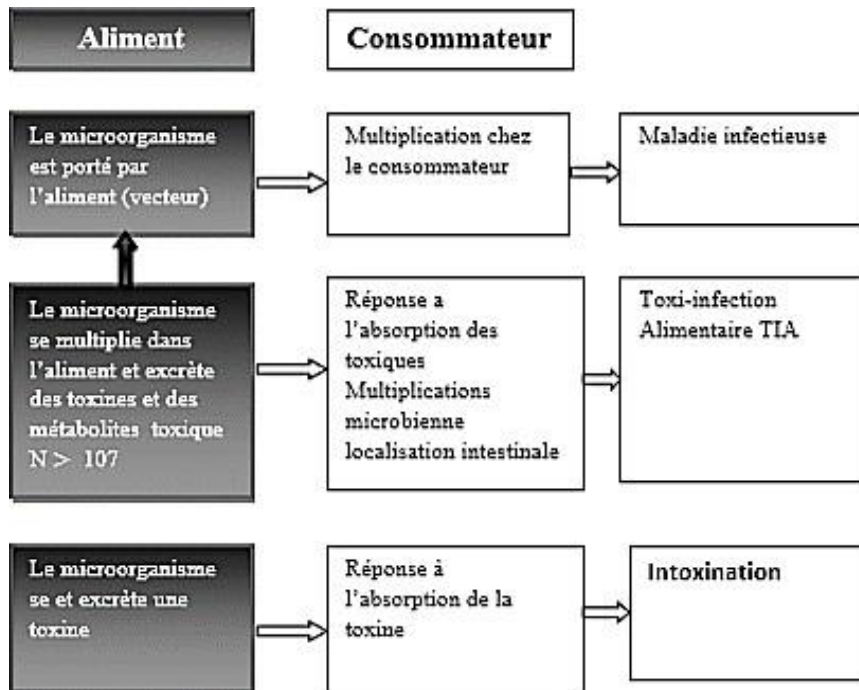 Aliment
Consommateur
Le microorganisme
est porté par
l'aliment (vecteur)
Multiplication chez
le consommateur
Maladie infectieuse
Le microorganisme
se multiplie dans
l'aliment et excrète
des toxines et des
métabolites toxique
N > 107
Réponse a
l'absorption des
toxiques
Multiplications
microbienne
localisation intestinale
Toxi-infection
Alimentaire TIA
Le microorganisme
se et excrète une
toxine
Réponse à
l'absorption de la
toxine
Intoxination